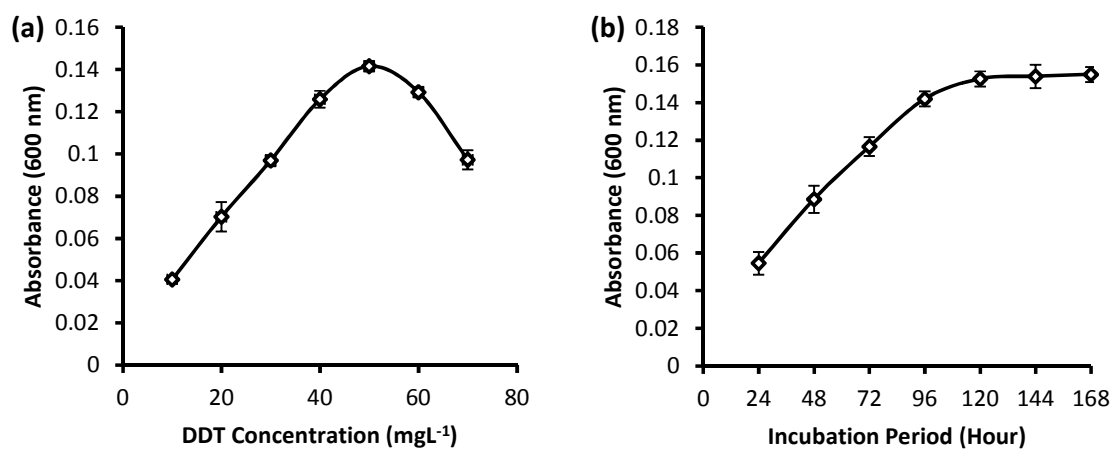 (a)
Absorbance (600 nm)
0.16
0.14
0.12
0.1
0.08
0.06
0.04
0.02
0
0 20 40 60 80
DDT Concentration (mgL⁻¹)
(b)
Absorbance (600 nm)
0.18
0.16
0.14
0.12
0.1
0.08
0.06
0.04
0.02
0
0 24 48 72 96 120 144 168
Incubation Period (Hour)